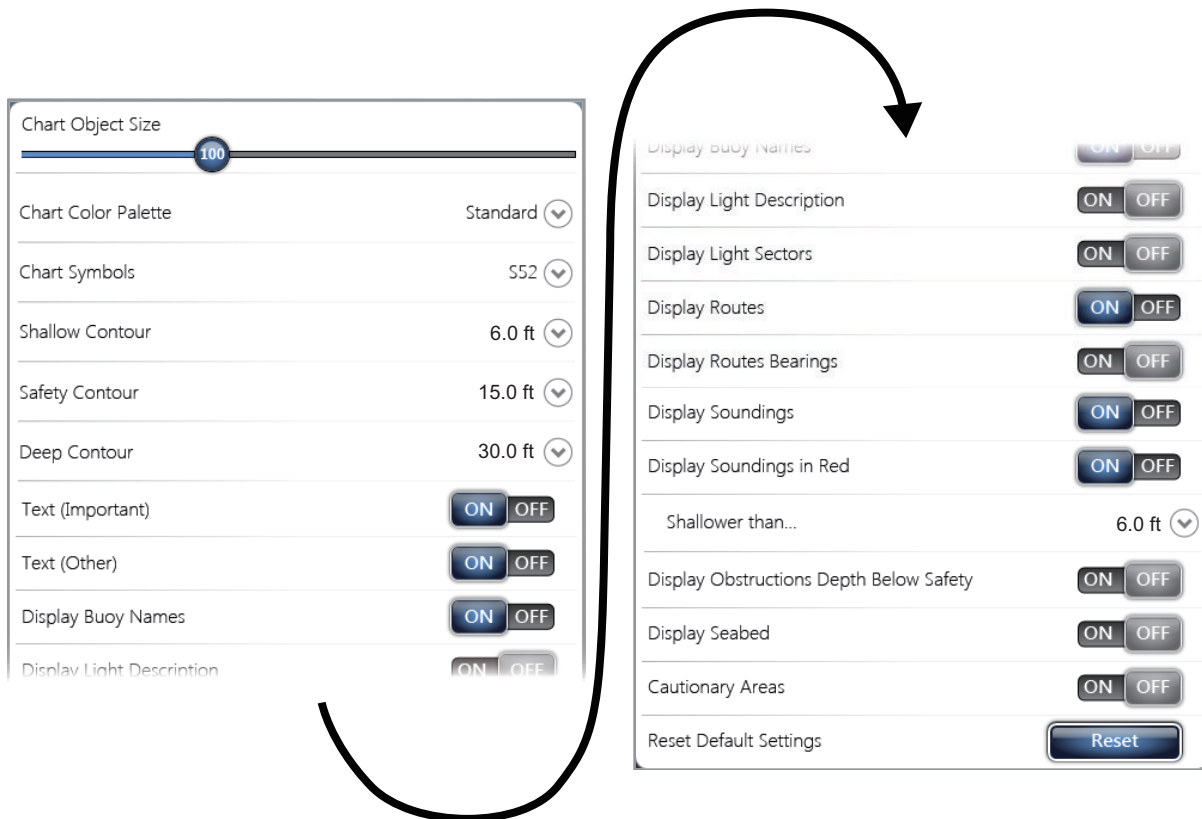 Chart Object Size
100
Chart Color Palette Standard
Chart Symbols S52
Shallow Contour 6.0 ft
Safety Contour 15.0 ft
Deep Contour 30.0 ft
Text (Important) ON OFF
Text (Other) ON OFF
Display Buoy Names ON OFF
Display Light Description ON OFF
Display Buoy Names ON OFF
Display Light Description ON OFF
Display Light Sectors ON OFF
Display Routes ON OFF
Display Routes Bearings ON OFF
Display Soundings ON OFF
Display Soundings in Red ON OFF
Shallower than... 6.0 ft
Display Obstructions Depth Below Safety ON OFF
Display Seabed ON OFF
Cautionary Areas ON OFF
Reset Default Settings Reset